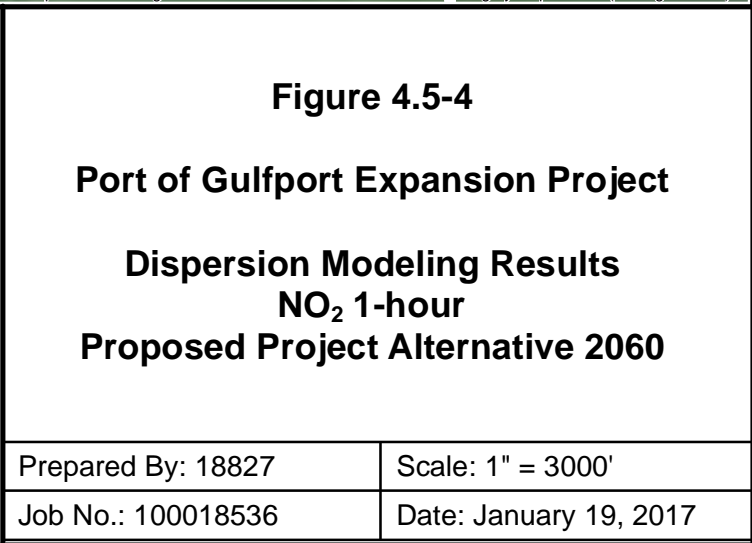 Figure 4.5-4
Port of Gulfport Expansion Project
Dispersion Modeling Results
NO₂ 1-hour
Proposed Project Alternative 2060
Prepared By: 18827
Scale: 1" = 3000'
Job No.: 100018536
Date: January 19, 2017